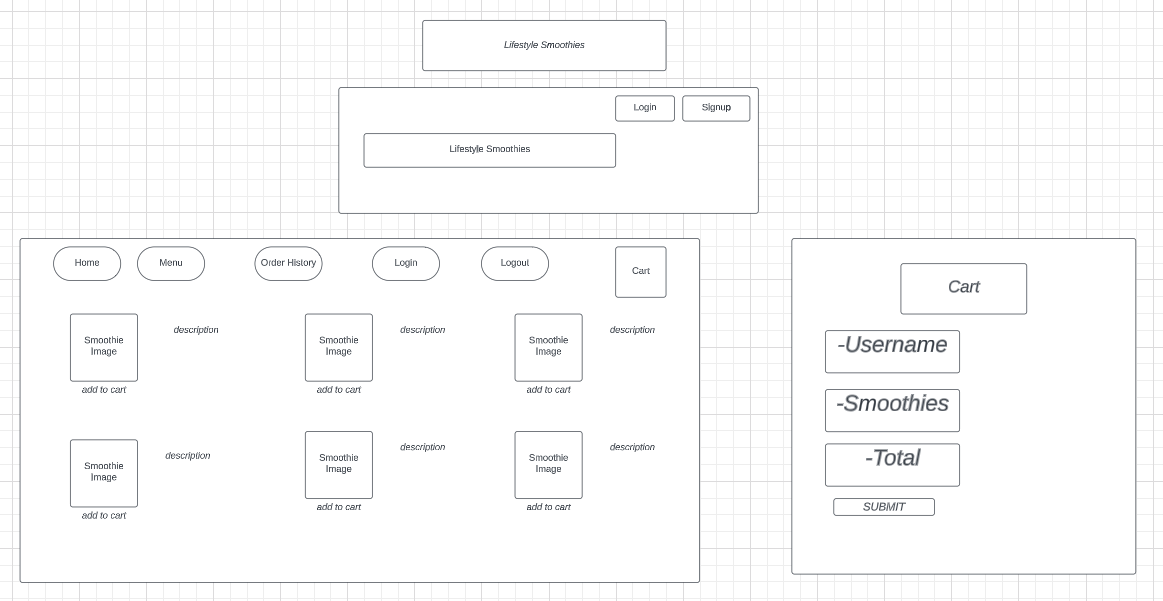 Lifestyle Smoothies
Login
Signup
Lifestyle Smoothies
Home
Menu
Order History
Login
Logout
Cart
Smoothie
Image
description
add to cart
Smoothie
Image
description
add to cart
Smoothie
Image
description
add to cart
Smoothie
Image
description
add to cart
Smoothie
Image
description
add to cart
Smoothie
Image
description
add to cart
Cart
-Username
-Smoothies
-Total
SUBMIT